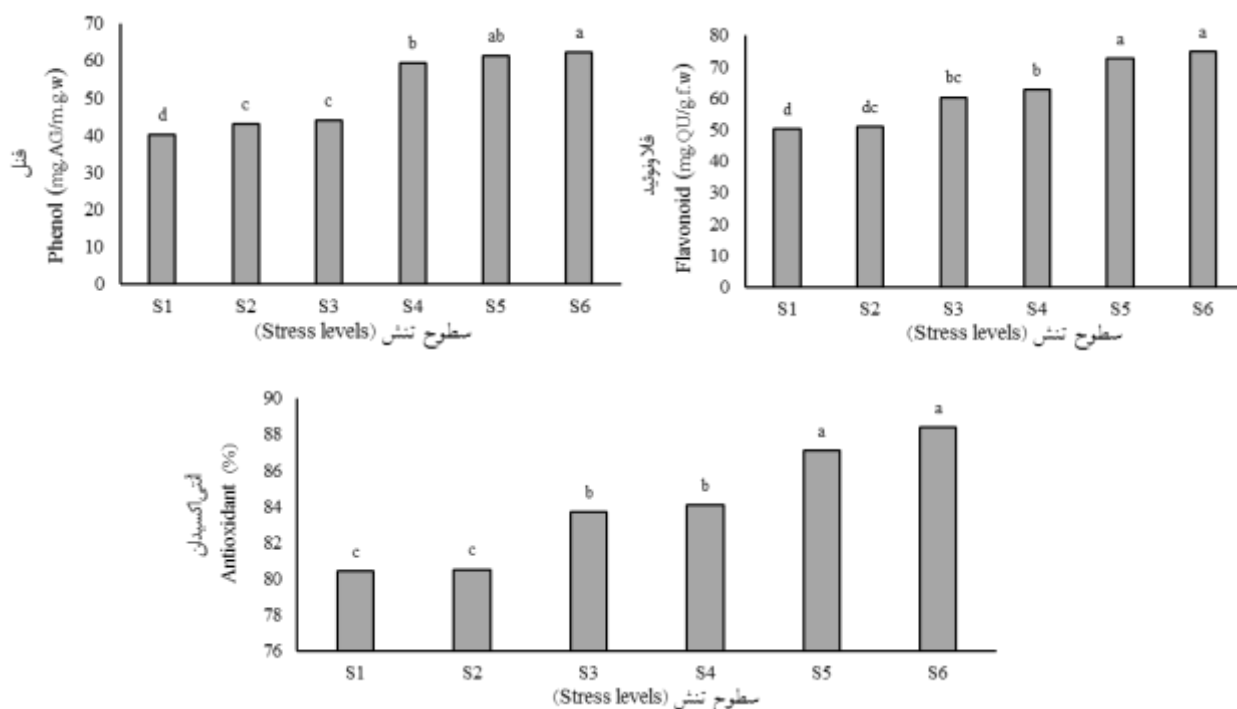 فنل
Phenol (mg.AG/m.g.w)
70
60
50
40
30
20
10
0
d
c
c
b
ab
a
S1 S2 S3 S4 S5 S6
سطوح تنش (Stress levels)
فلاونوئید
Flavonoid (mg.QU/g.f.w)
80
70
60
50
40
30
20
10
0
d
dc
bc
b
a
a
S1 S2 S3 S4 S5 S6
سطوح تنش (Stress levels)
آنتی‌اکسیدان
Antioxidant (%)
90
88
86
84
82
80
78
76
c
c
b
b
a
a
S1 S2 S3 S4 S5 S6
سطوح تنش (Stress levels)